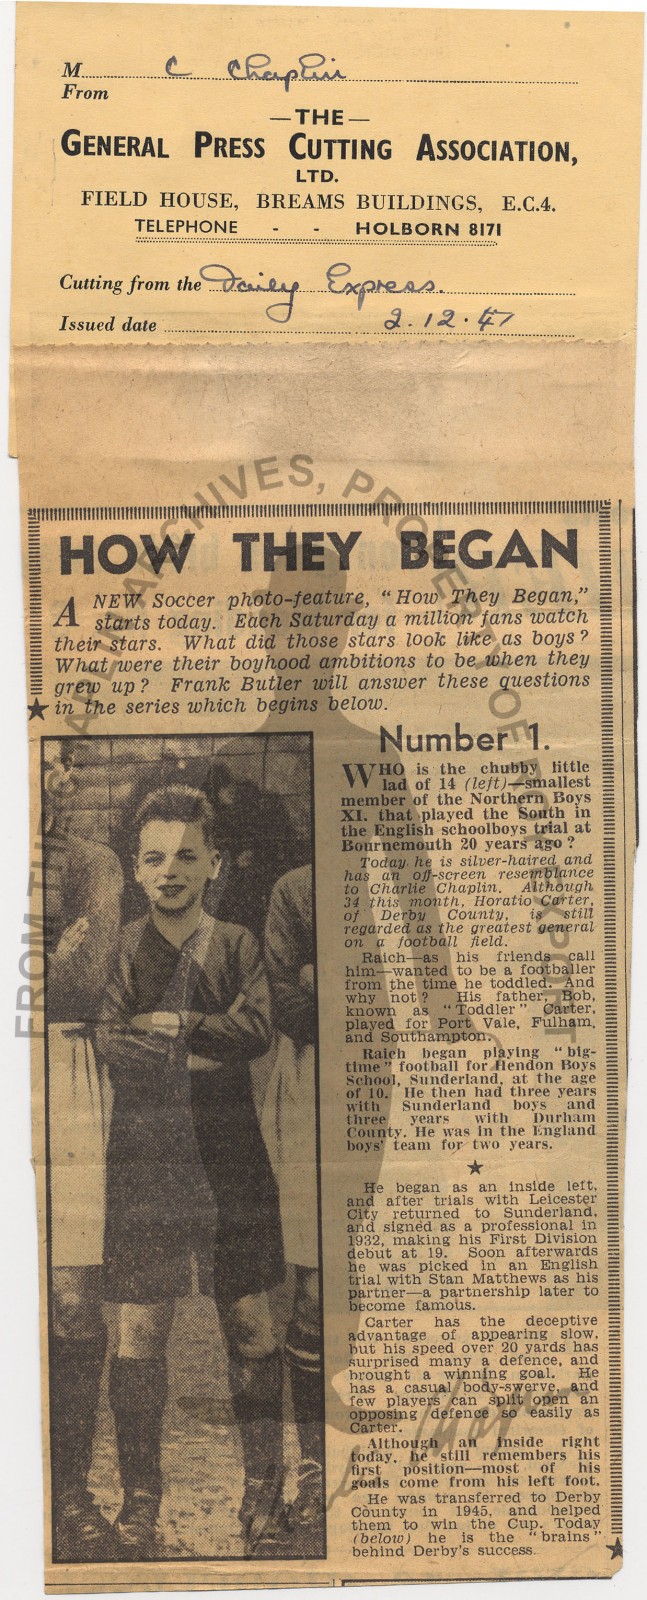 M C Chaplin
From
—THE—
GENERAL PRESS CUTTING ASSOCIATION,
LTD.
FIELD HOUSE, BREAMS BUILDINGS, E.C.4.
TELEPHONE - - HOLBORN 8171
Cutting from the Daily Express.
Issued date 2.12.47
HOW THEY BEGAN
A NEW Soccer photo-feature, "How They Began,"
starts today. Each Saturday a million fans watch
their stars. What did those stars look like as boys?
What were their boyhood ambitions to be when they
grew up? Frank Butler will answer these questions
in the series which begins below.
Number 1.
WHO is the chubby little
lad of 14 (left)—smallest
member of the Northern Boys
XI. that played the South in
the English schoolboys trial at
Bournemouth 20 years ago?
Today he is silver-haired and
has an off-screen resemblance
to Charlie Chaplin. Although
34 this month, Horatio Carter,
of Derby County, is still
regarded as the greatest general
on a football field.
Raich—as his friends call
him—wanted to be a footballer
from the time he toddled. And
why not? His father, Bob,
known as "Toddler" Carter,
played for Port Vale, Fulham,
and Southampton.
Raich began playing "big-
time" football for Hendon Boys
School, Sunderland, at the age
of 10. He then had three years
with Sunderland boys and
three years with Durham
County. He was in the England
boys' team for two years.
He began as an inside left,
and after trials with Leicester
City returned to Sunderland,
and signed as a professional in
1932, making his First Division
debut at 19. Soon afterwards
he was picked in an English
trial with Stan Matthews as his
partner—a partnership later to
become famous.
Carter has the deceptive
advantage of appearing slow,
but his speed over 20 yards has
surprised many a defence, and
brought a winning goal. He
has a casual body-swerve, and
few players can split open an
opposing defence so easily as
Carter.
Although an inside right
today, he still remembers his
first position—most of his
goals come from his left foot.
He was transferred to Derby
County in 1945, and helped
them to win the Cup. Today
(below) he is the "brains"
behind Derby's success.
FROM THE CHAPLIN ARCHIVES, PROPERTY OF ROY EXPORT